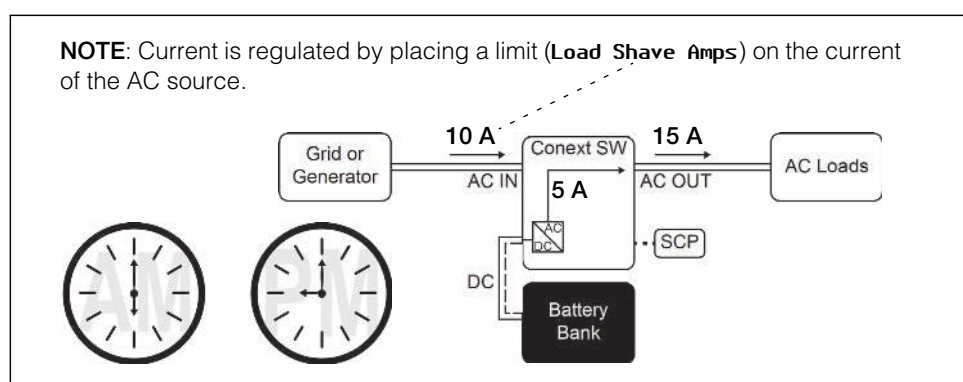 NOTE: Current is regulated by placing a limit (Load Shave Amps) on the current
of the AC source.
10 A
15 A
Grid or
Generator
AC IN
Conext SW
AC OUT
AC Loads
5 A
AC
DC
SCP
DC
AM
PM
Battery
Bank